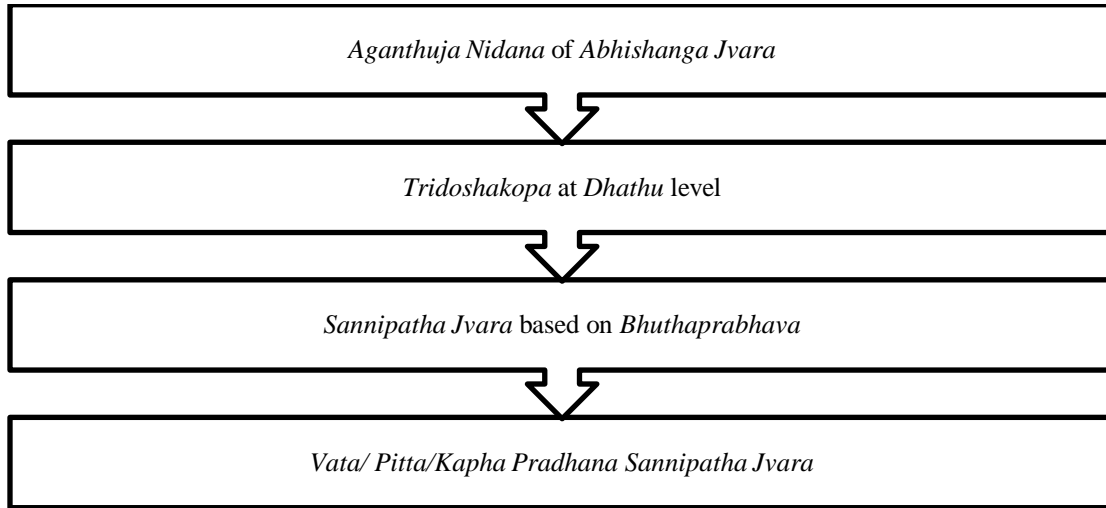 Aganthuja Nidana of Abhishanga Jvara
Tridoshakopa at Dhathu level
Sannipatha Jvara based on Bhuthaprabhava
Vata/ Pitta/Kapha Pradhana Sannipatha Jvara